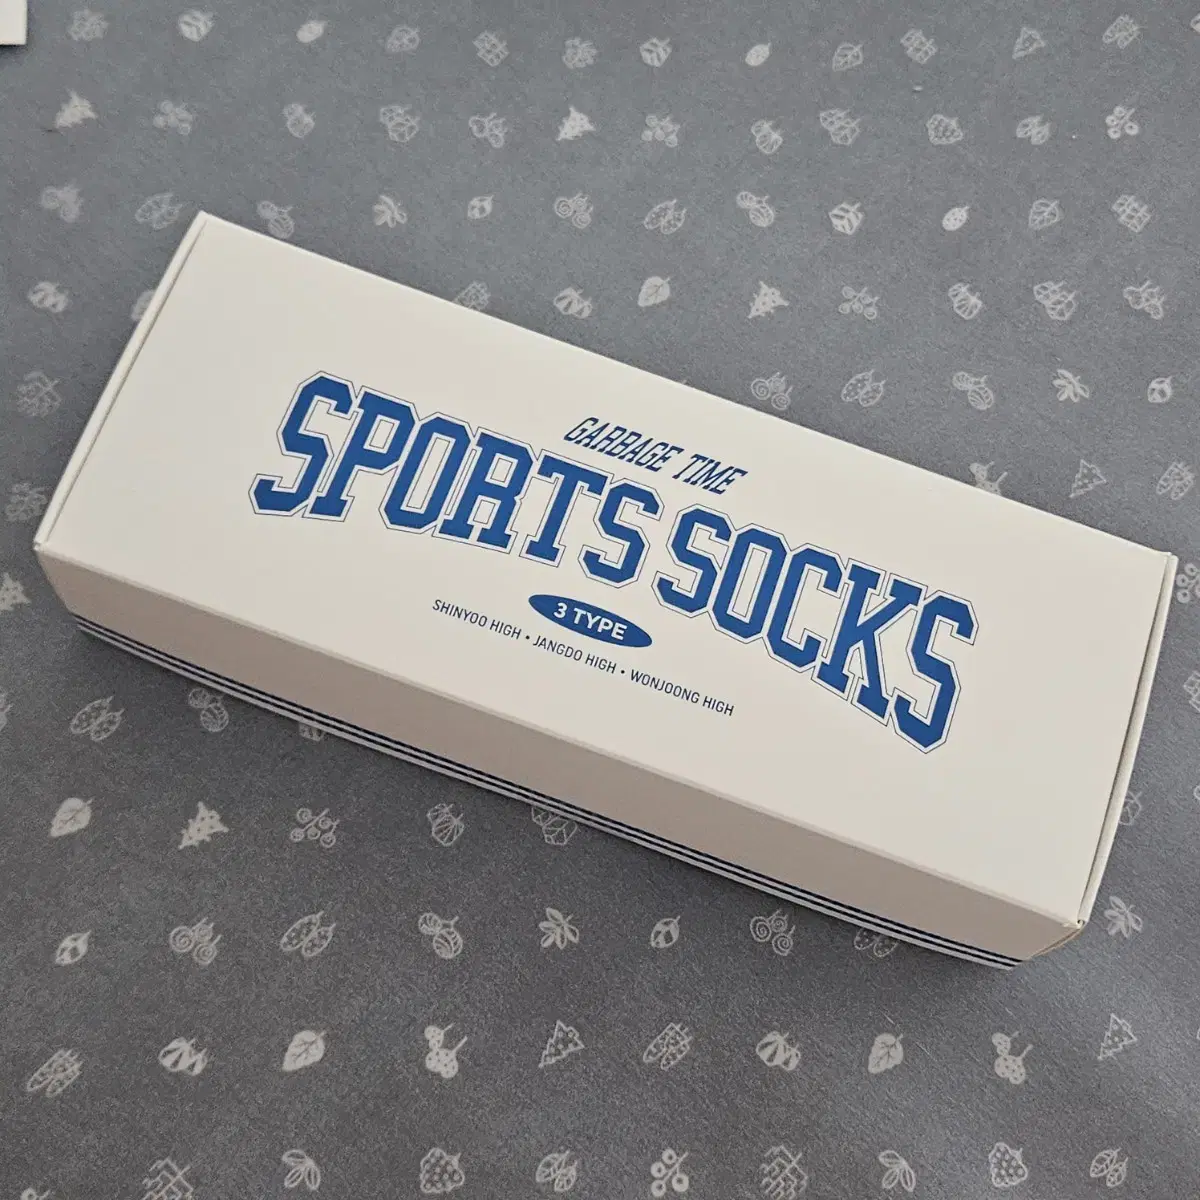 GARBAGE TIME
SPORTS SOCKS
3 TYPE
SHINYOO HIGH • JANGDO HIGH • WONJOONG HIGH